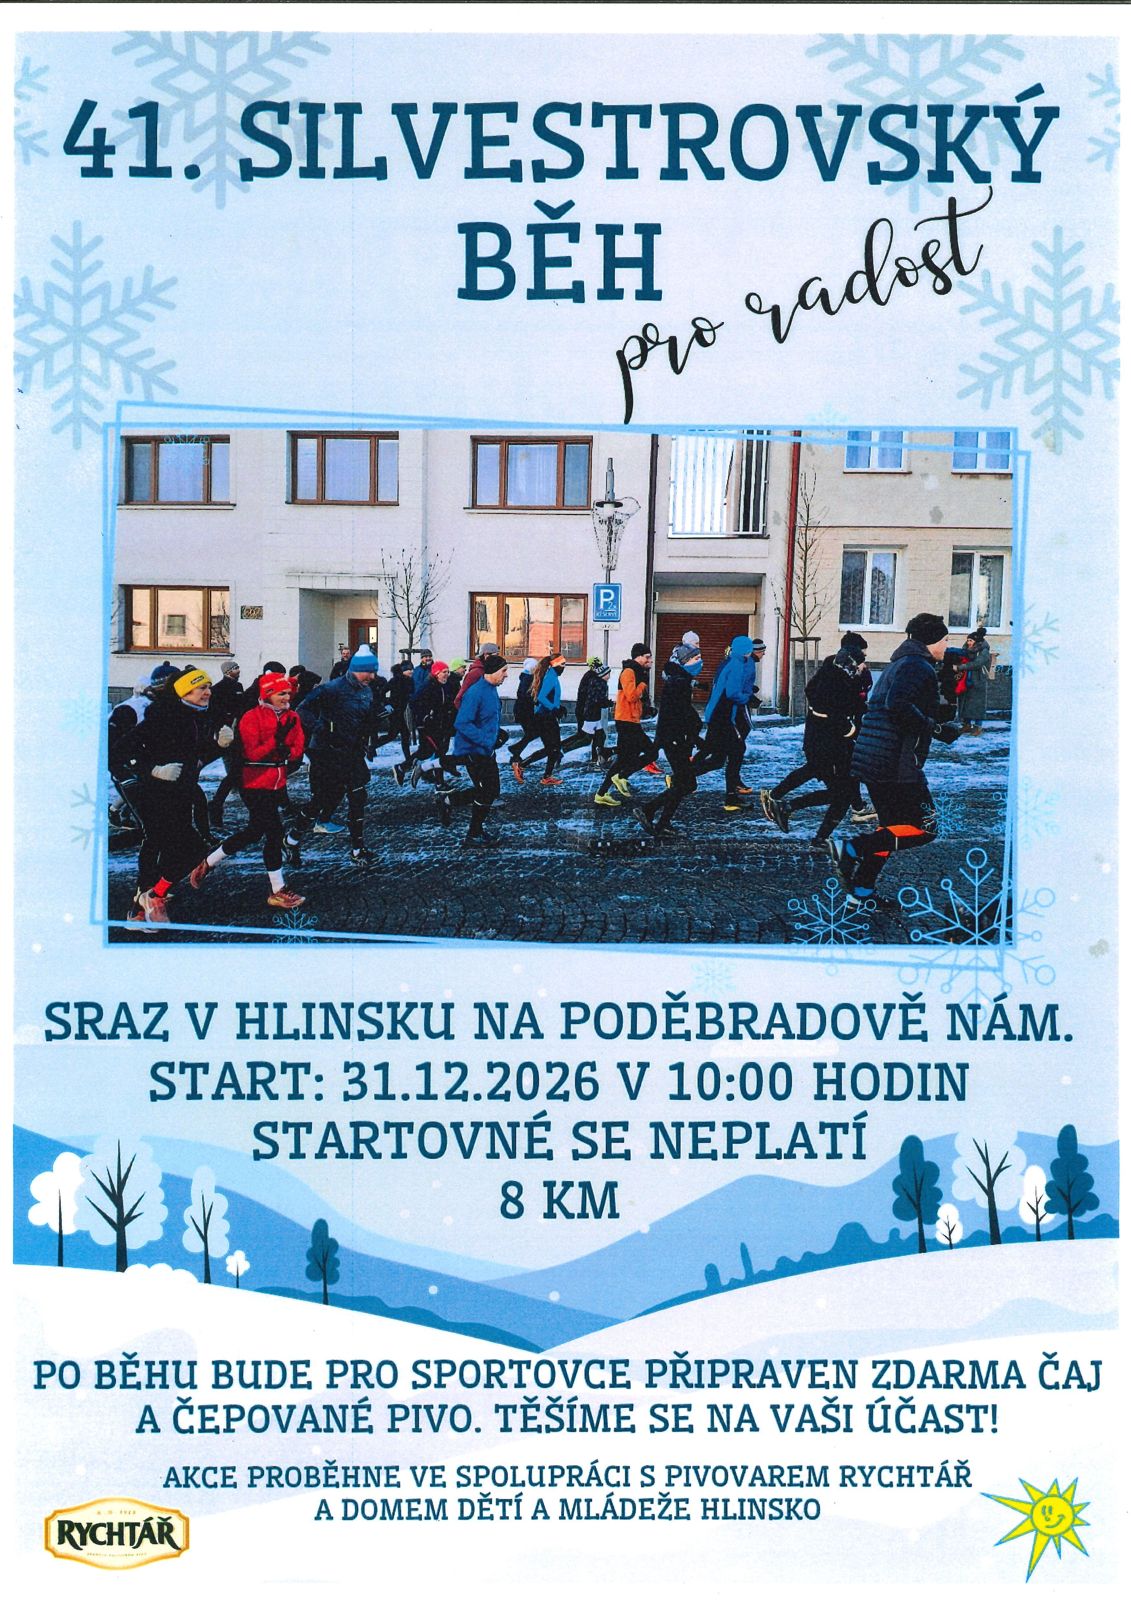 41. SILVESTROVSKÝ
BĚH
pro radost
P
SRAZ V HLINSKU NA PODĚBRADOVĚ NÁM.
START: 31.12.2026 V 10:00 HODIN
STARTOVNÉ SE NEPLATÍ
8 KM
PO BĚHU BUDE PRO SPORTOVCE PŘIPRAVEN ZDARMA ČAJ
A ČEPOVANÉ PIVO. TĚŠÍME SE NA VAŠI ÚČAST!
AKCE PROBĚHNE VE SPOLUPRÁCI S PIVOVAREM RYCHTÁŘ
A DOMEM DĚTÍ A MLÁDEŽE HLINSKO
RYCHTÁŘ